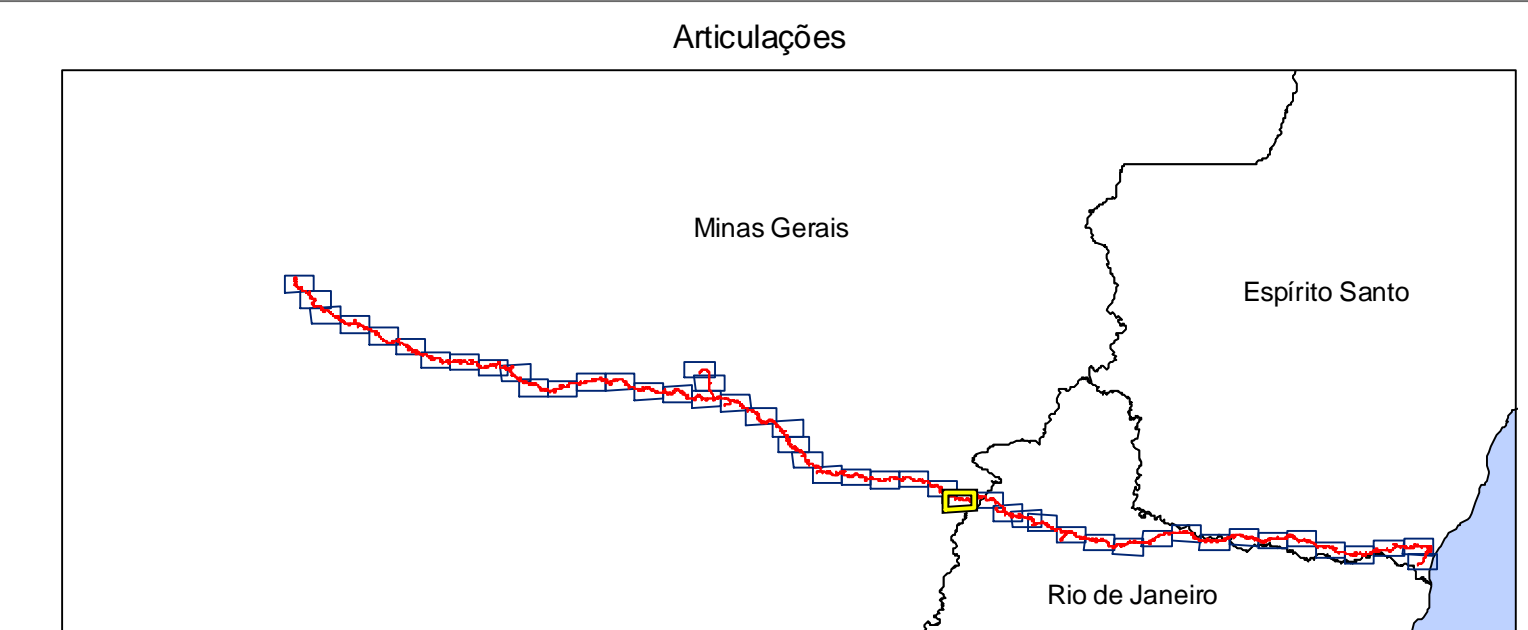 Articulações
Minas Gerais
Espírito Santo
Rio de Janeiro